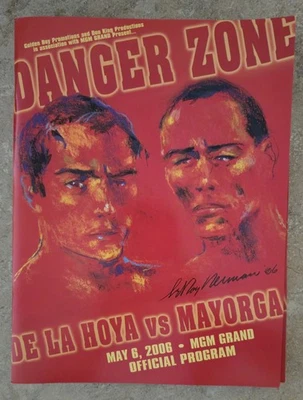 Golden Boy Promotions and Don King Productions
in association with MGM GRAND Present...
DANGER ZONE
LeRoy Neiman 06
DE LA HOYA vs MAYORGA
MAY 6, 2006 • MGM GRAND
OFFICIAL PROGRAM